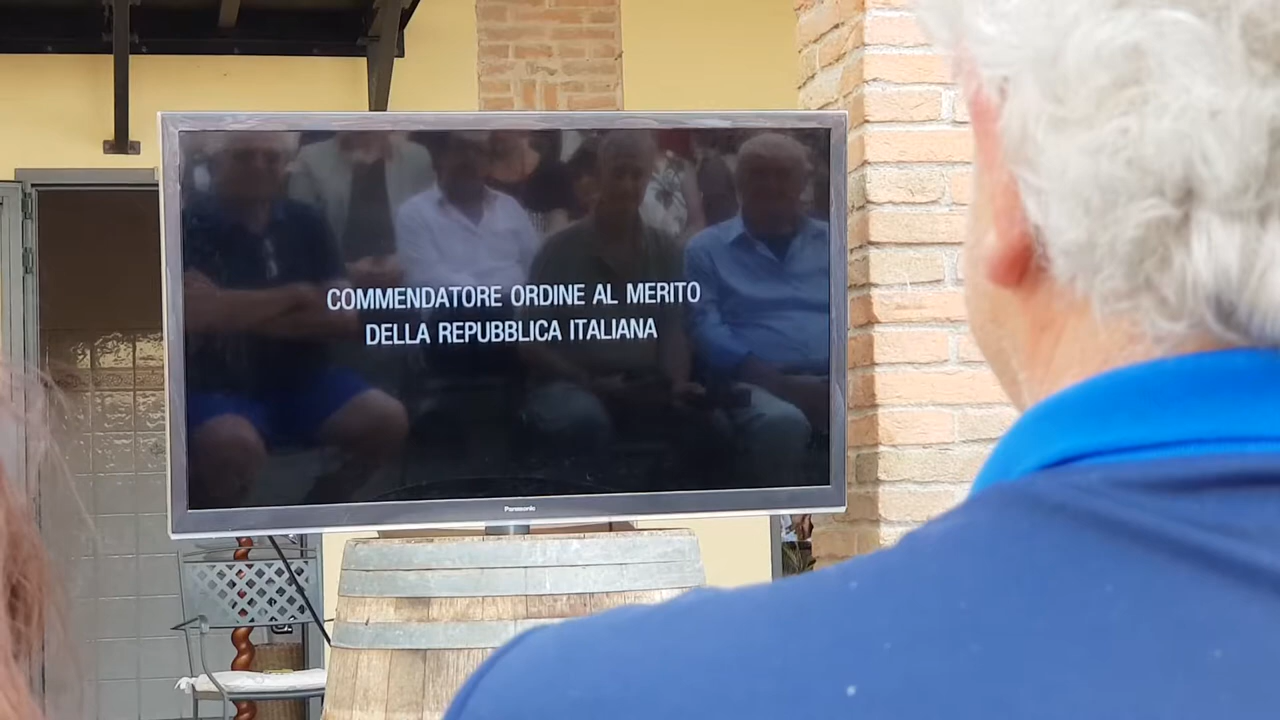 COMMENDATORE ORDINE AL MERITO
DELLA REPUBBLICA ITALIANA
Panasonic